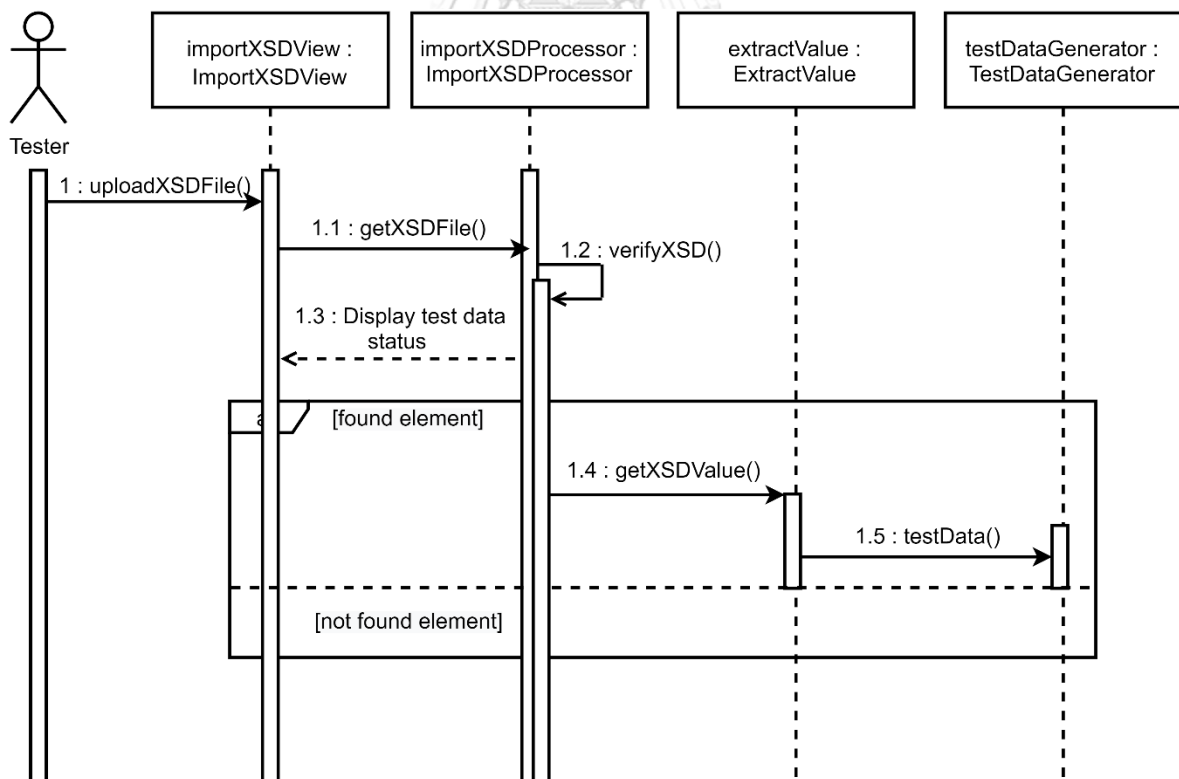 importXSDView :
ImportXSDView
importXSDProcessor :
ImportXSDProcessor
extractValue :
ExtractValue
testDataGenerator :
TestDataGenerator
Tester
1 : uploadXSDFile()
1.1 : getXSDFile()
1.2 : verifyXSD()
1.3 : Display test data
status
[found element]
1.4 : getXSDValue()
1.5 : testData()
[not found element]